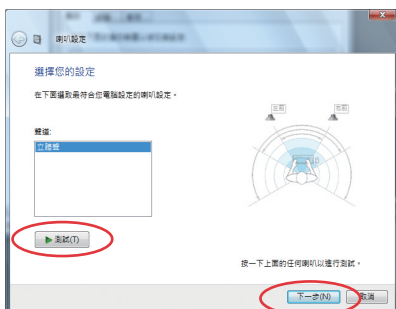 喇叭設定
選擇您的設定
在下面選取最符合您電腦設定的喇叭設定。
左前
右前
聲道:
立體聲
測試(T)
按一下上面的任何喇叭以進行測試。
下一步(N)
取消